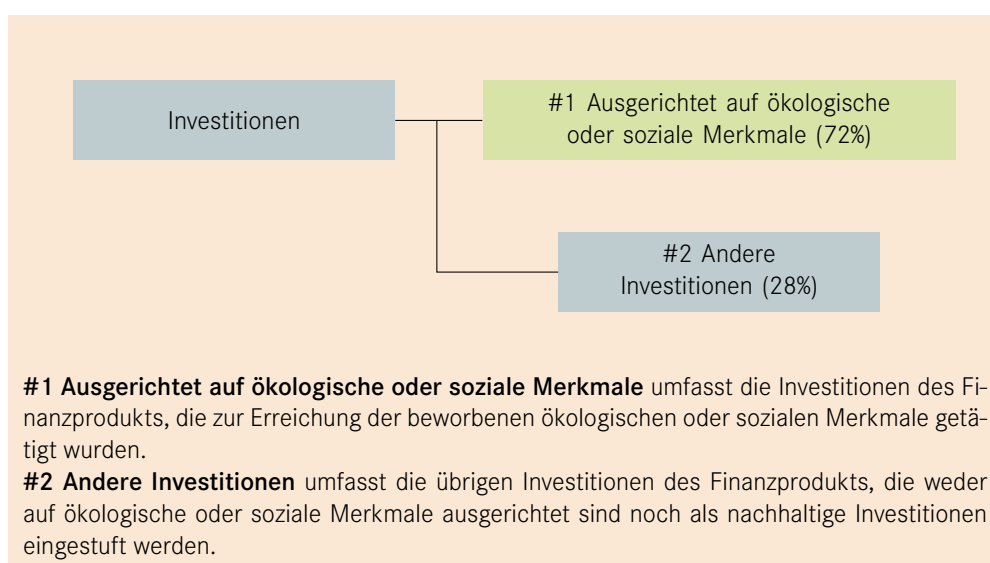 Investitionen
#1 Ausgerichtet auf ökologische
oder soziale Merkmale (72%)
#2 Andere
Investitionen (28%)
#1 Ausgerichtet auf ökologische oder soziale Merkmale umfasst die Investitionen des Fi-
nanzprodukts, die zur Erreichung der beworbenen ökologischen oder sozialen Merkmale getä-
tigt wurden.
#2 Andere Investitionen umfasst die übrigen Investitionen des Finanzprodukts, die weder
auf ökologische oder soziale Merkmale ausgerichtet sind noch als nachhaltige Investitionen
eingestuft werden.